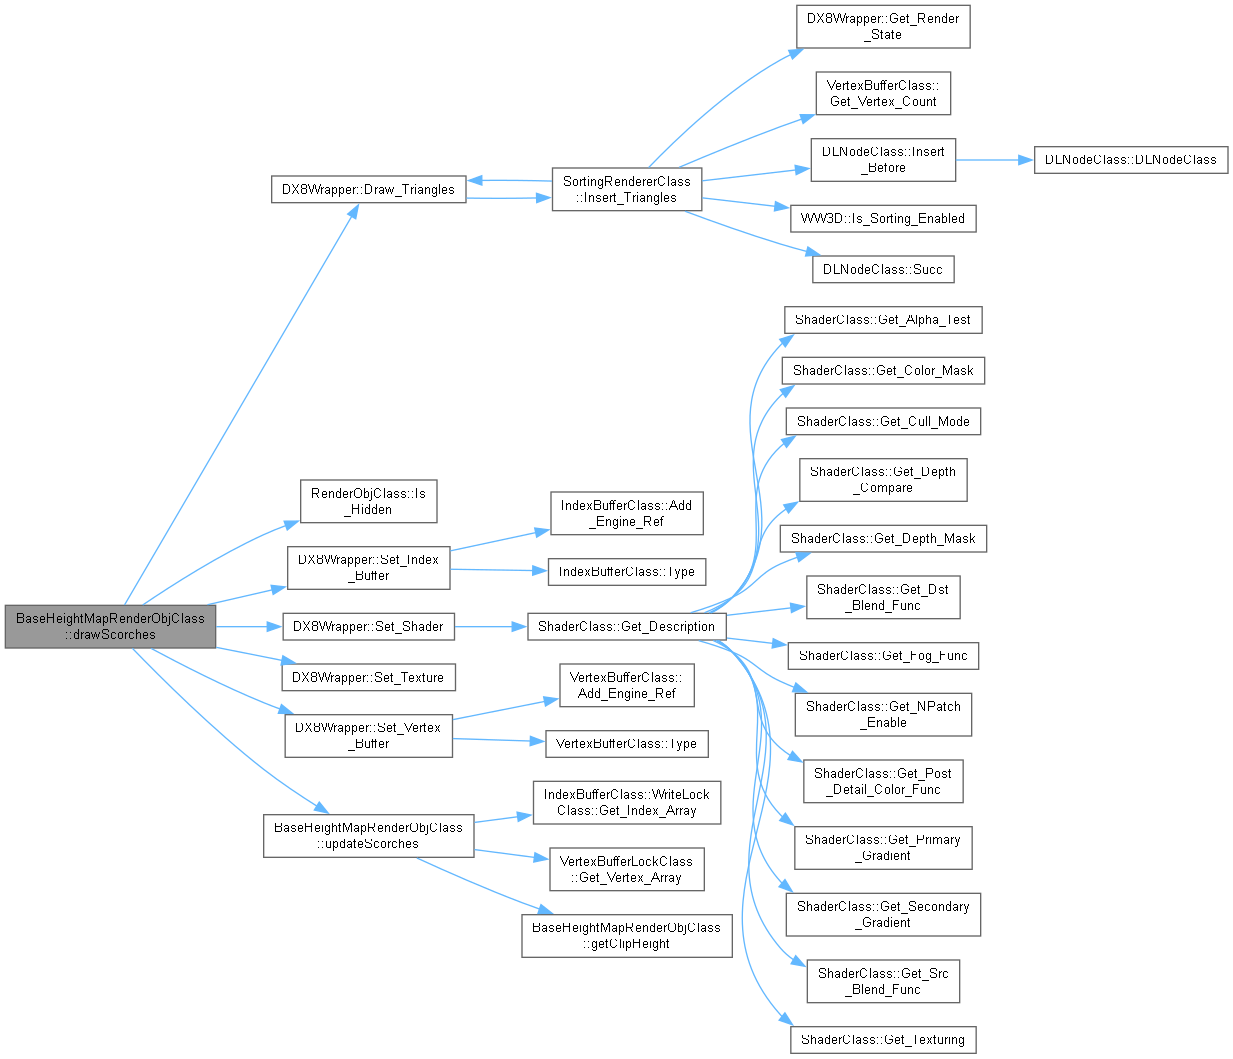 DX8Wrapper::Get_Render
_State
VertexBufferClass::
Get_Vertex_Count
DLNodeClass::Insert
_Before
DLNodeClass::DLNodeClass
DX8Wrapper::Draw_Triangles
SortingRendererClass
::Insert_Triangles
WW3D::Is_Sorting_Enabled
DLNodeClass::Succ
ShaderClass::Get_Alpha_Test
ShaderClass::Get_Color_Mask
ShaderClass::Get_Cull_Mode
ShaderClass::Get_Depth
_Compare
RenderObjClass::Is
_Hidden
IndexBufferClass::Add
_Engine_Ref
ShaderClass::Get_Depth_Mask
DX8Wrapper::Set_Index
_Buffer
IndexBufferClass::Type
ShaderClass::Get_Dst
_Blend_Func
BaseHeightMapRenderObjClass
::drawScorches
DX8Wrapper::Set_Shader
ShaderClass::Get_Description
ShaderClass::Get_Fog_Func
DX8Wrapper::Set_Texture
VertexBufferClass::
Add_Engine_Ref
ShaderClass::Get_NPatch
_Enable
DX8Wrapper::Set_Vertex
_Buffer
VertexBufferClass::Type
ShaderClass::Get_Post
_Detail_Color_Func
IndexBufferClass::WriteLock
Class::Get_Index_Array
BaseHeightMapRenderObjClass
::updateScorches
ShaderClass::Get_Primary
_Gradient
VertexBufferLockClass
::Get_Vertex_Array
ShaderClass::Get_Secondary
_Gradient
BaseHeightMapRenderObjClass
::getClipHeight
ShaderClass::Get_Src
_Blend_Func
ShaderClass::Get_Texturing